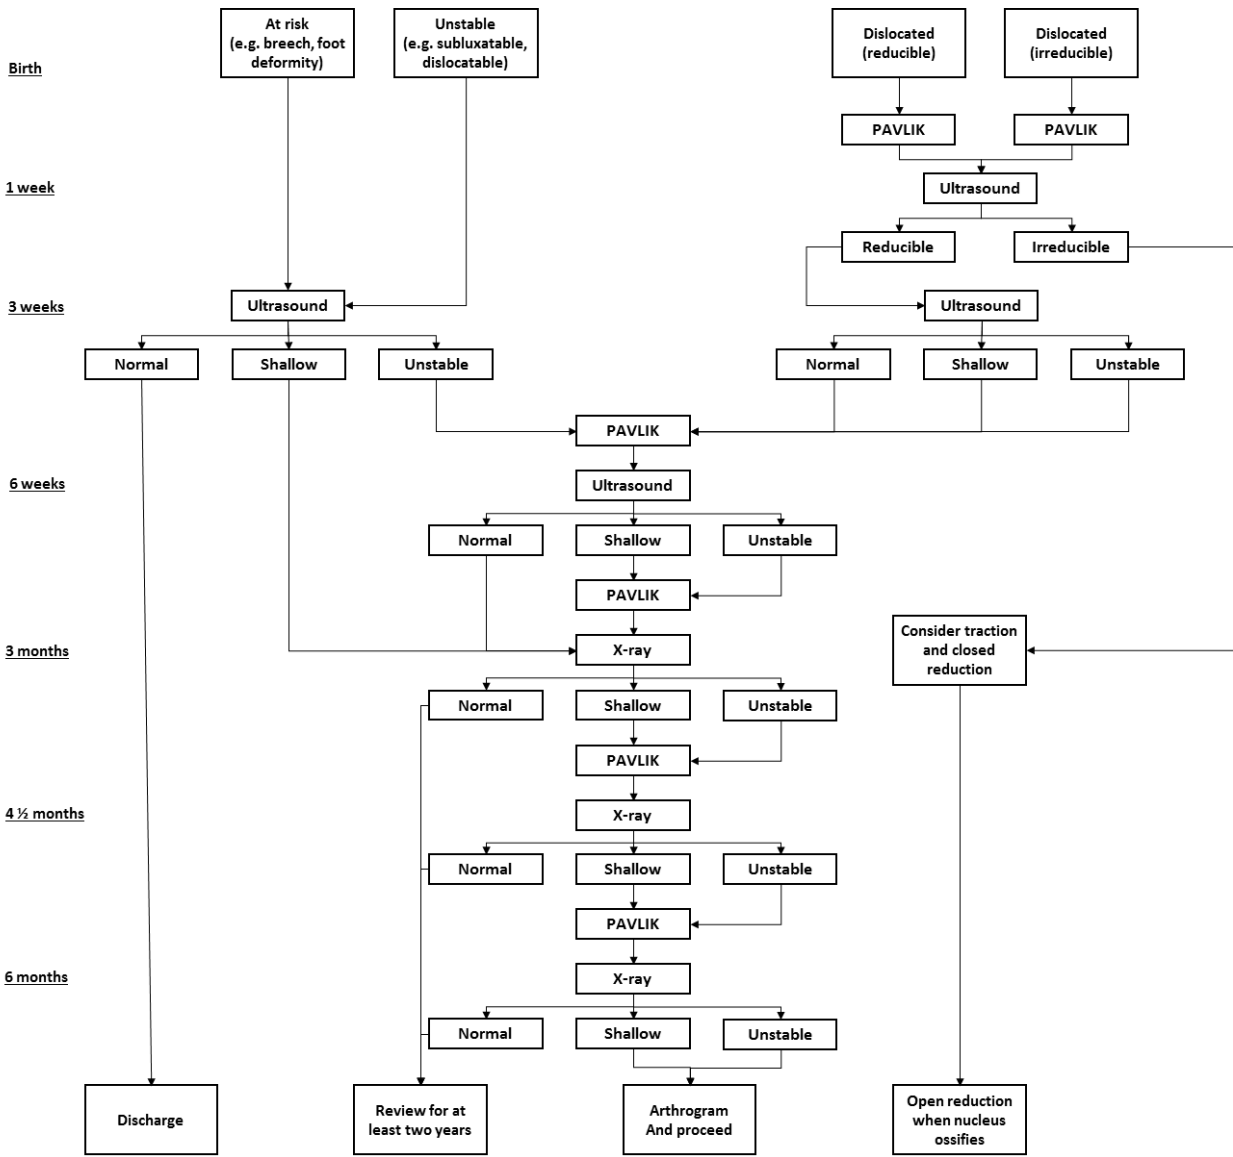 At risk
(e.g. breech, foot
deformity)
Unstable
(e.g. subluxatable,
dislocatable)
Dislocated
(reducible)
Dislocated
(irreducible)
Birth
PAVLIK
PAVLIK
1 week
Ultrasound
Reducible
Irreducible
3 weeks
Ultrasound
Ultrasound
Normal
Shallow
Unstable
Normal
Shallow
Unstable
PAVLIK
6 weeks
Ultrasound
Normal
Shallow
Unstable
PAVLIK
Consider traction
and closed
reduction
3 months
X-ray
Normal
Shallow
Unstable
PAVLIK
4 ½ months
X-ray
Normal
Shallow
Unstable
PAVLIK
6 months
X-ray
Normal
Shallow
Unstable
Discharge
Review for at
least two years
Arthrogram
And proceed
Open reduction
when nucleus
ossifies